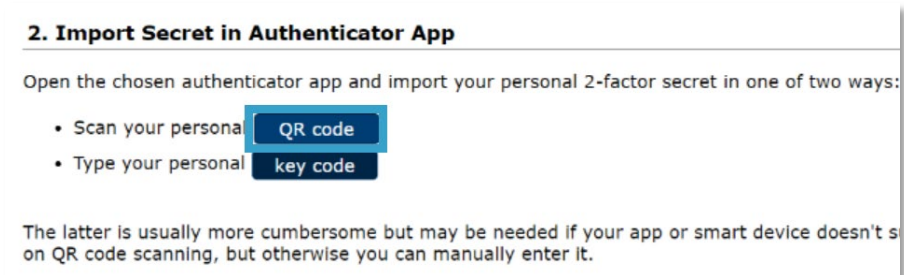 2. Import Secret in Authenticator App
Open the chosen authenticator app and import your personal 2-factor secret in one of two ways:
• Scan your personal QR code
• Type your personal key code
The latter is usually more cumbersome but may be needed if your app or smart device doesn't
on QR code scanning, but otherwise you can manually enter it.